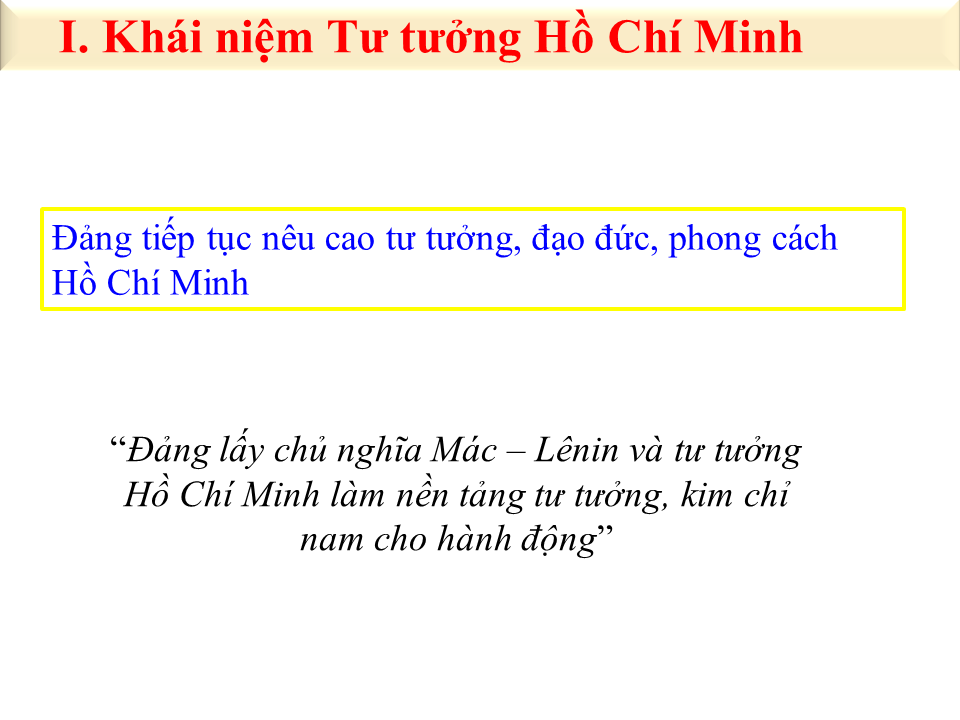 I. Khái niệm Tư tưởng Hồ Chí Minh
Đảng tiếp tục nêu cao tư tưởng, đạo đức, phong cách
Hồ Chí Minh
“Đảng lấy chủ nghĩa Mác – Lênin và tư tưởng
Hồ Chí Minh làm nền tảng tư tưởng, kim chỉ
nam cho hành động”